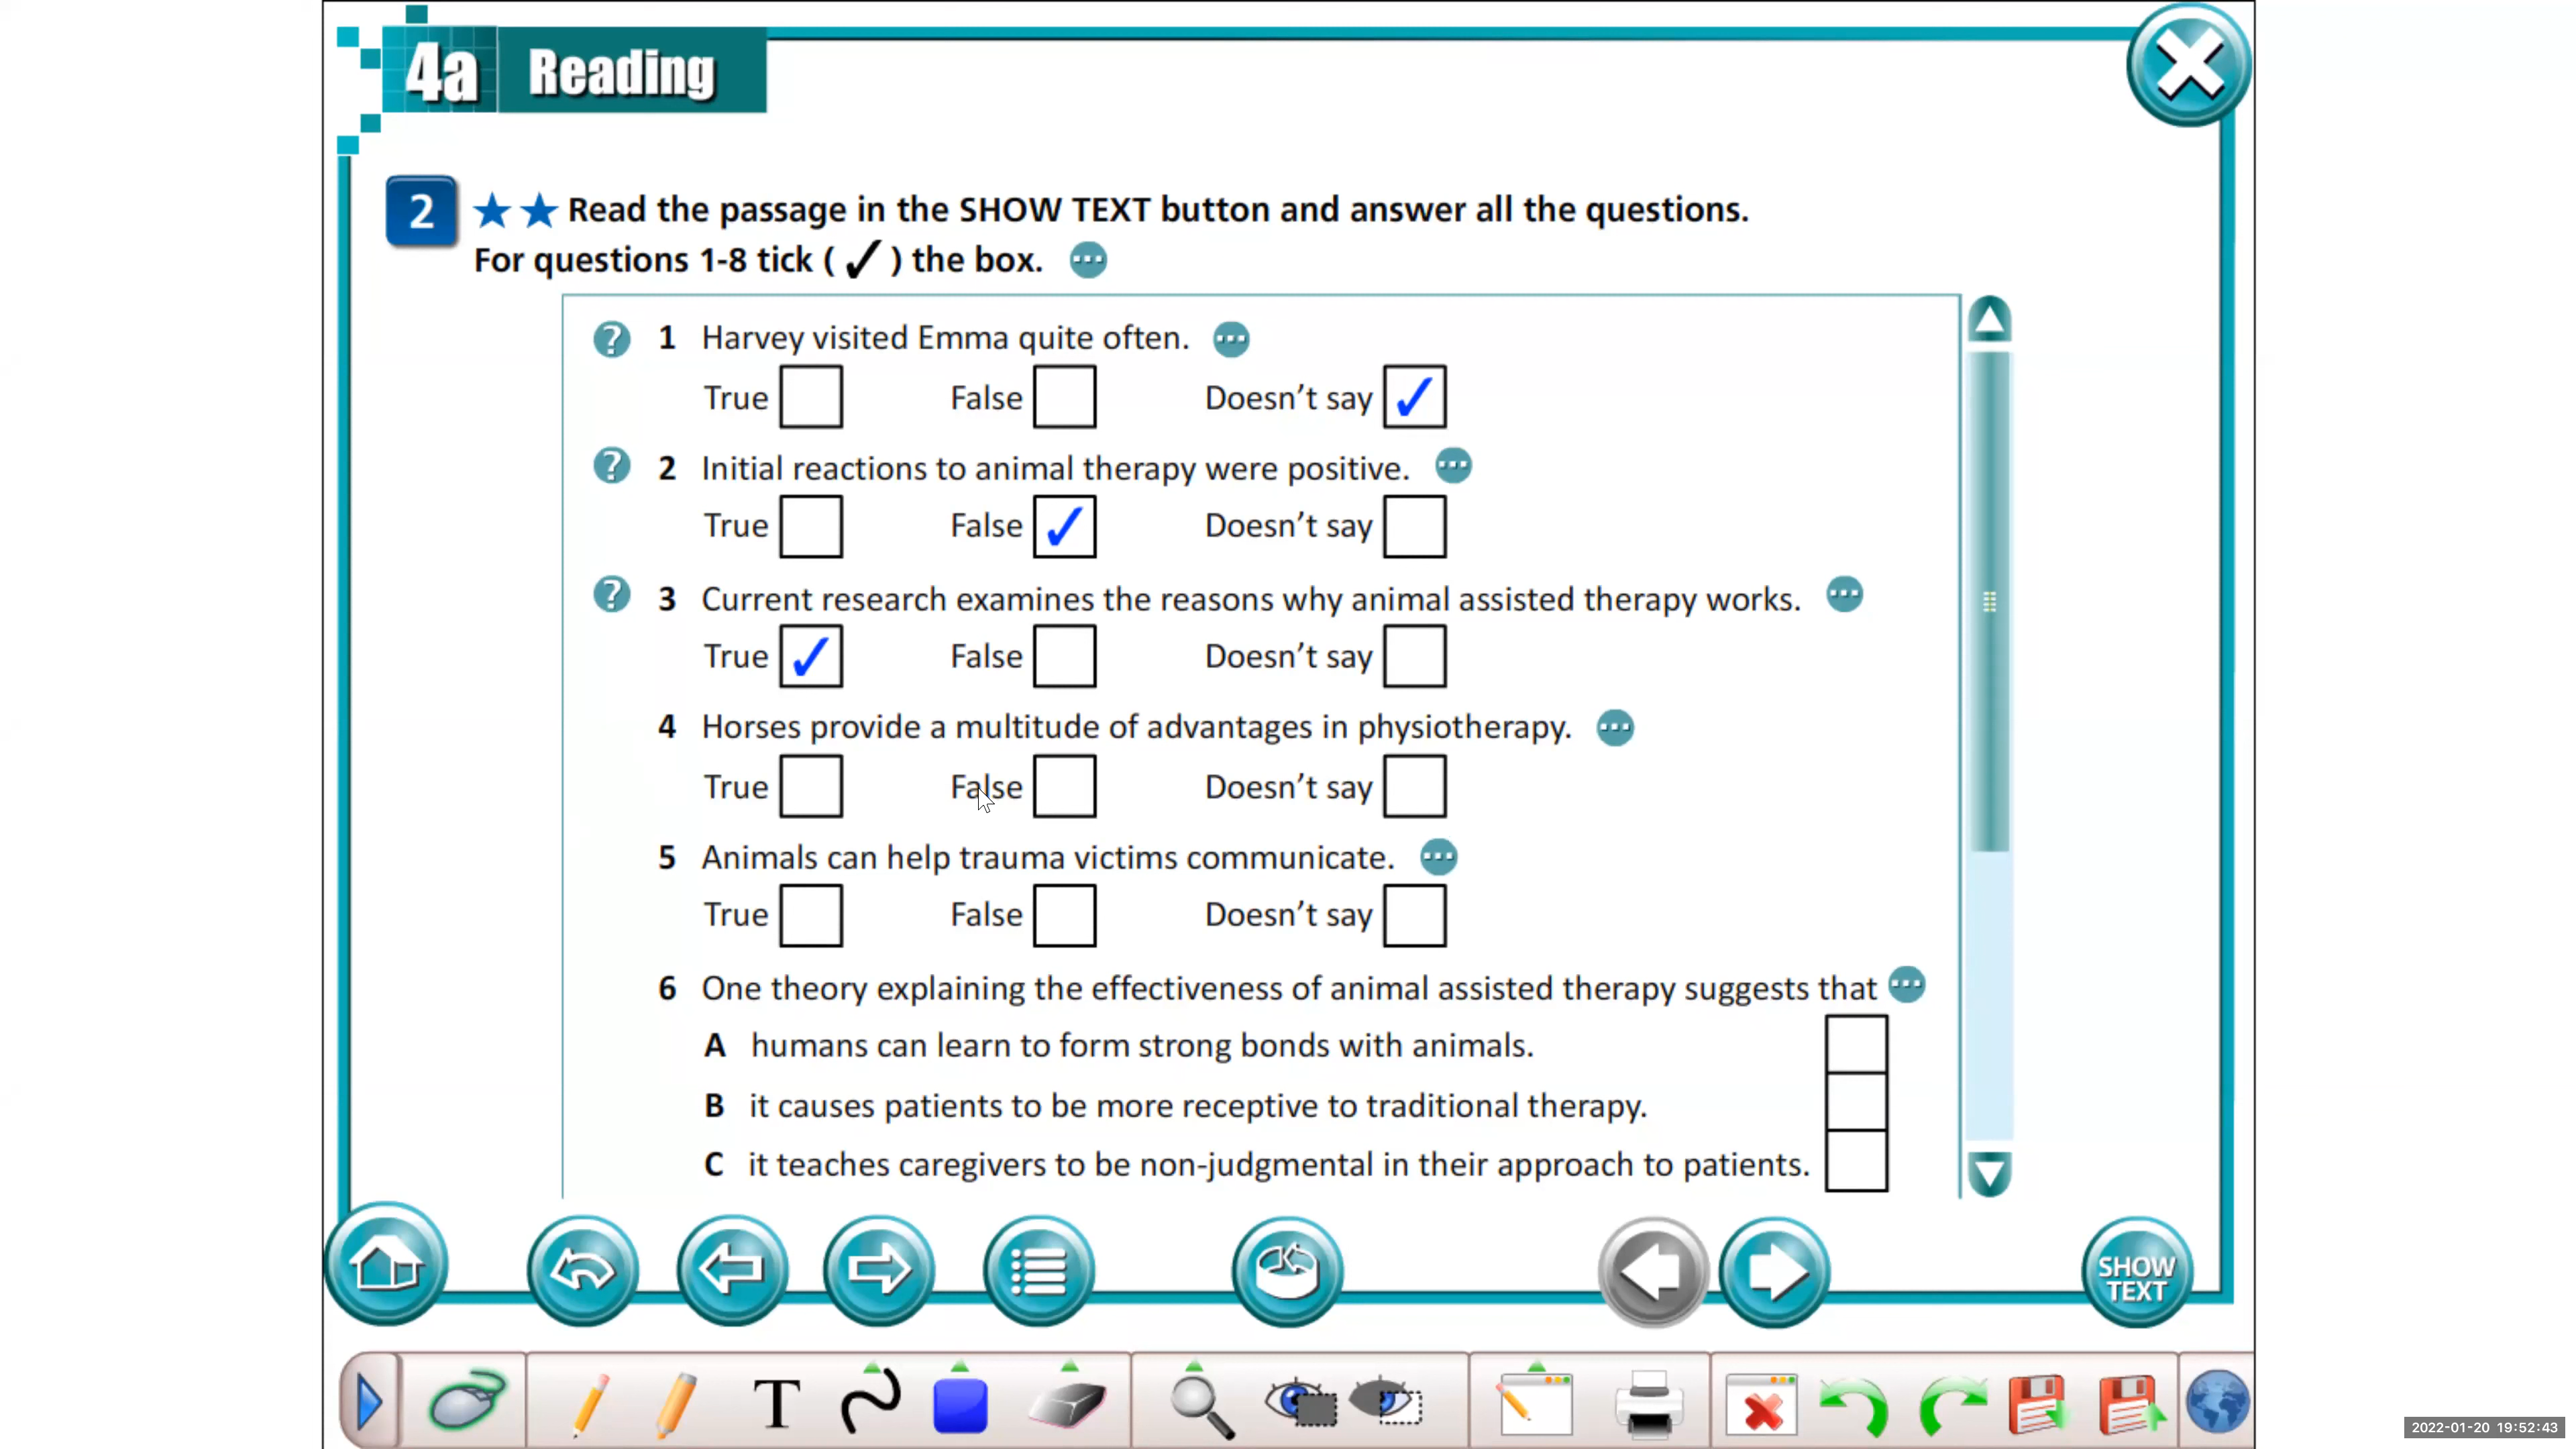 4a Reading
2 Read the passage in the SHOW TEXT button and answer all the questions.
For questions 1-8 tick ( ✓ ) the box.
? 1 Harvey visited Emma quite often.
True False Doesn't say ✓
? 2 Initial reactions to animal therapy were positive.
True False ✓ Doesn't say
? 3 Current research examines the reasons why animal assisted therapy works.
True ✓ False Doesn't say
4 Horses provide a multitude of advantages in physiotherapy.
True False Doesn't say
5 Animals can help trauma victims communicate.
True False Doesn't say
6 One theory explaining the effectiveness of animal assisted therapy suggests that
A humans can learn to form strong bonds with animals.
B it causes patients to be more receptive to traditional therapy.
C it teaches caregivers to be non-judgmental in their approach to patients.
SHOW
TEXT
T
2022-01-20 19:52:43